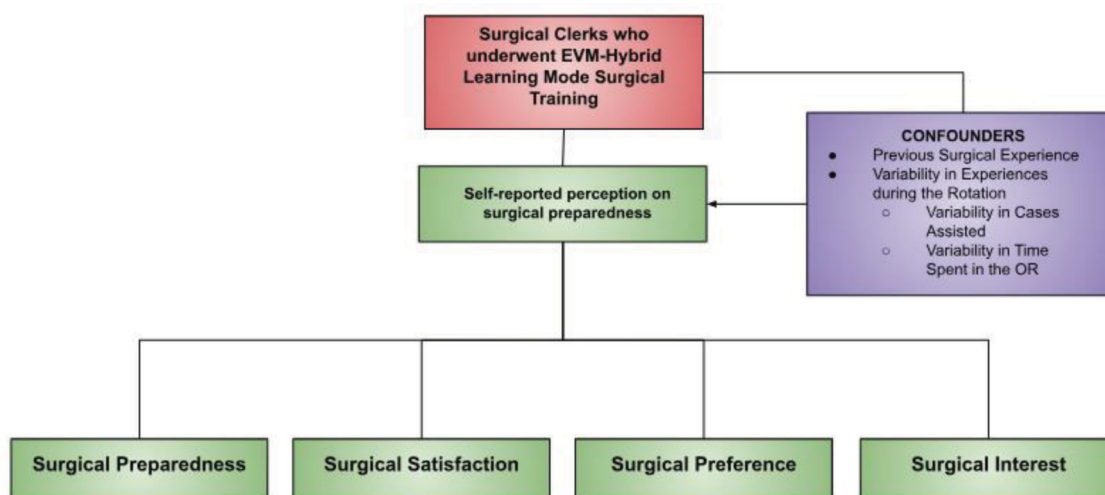 Surgical Clerks who
underwent EVM-Hybrid
Learning Mode Surgical
Training
CONFOUNDERS
● Previous Surgical Experience
● Variability in Experiences
during the Rotation
○ Variability in Cases
Assisted
○ Variability in Time
Spent in the OR
Self-reported perception on
surgical preparedness
Surgical Preparedness
Surgical Satisfaction
Surgical Preference
Surgical Interest